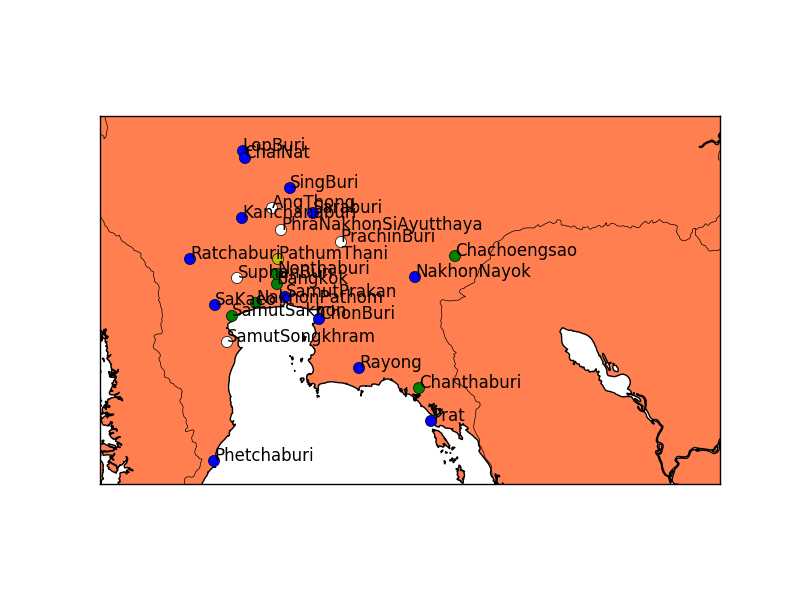 LopBuri
ChaiNat
SingBuri
AngThong
Saraburi
Kanchanaburi
PhraNakhonSiAyutthaya
PrachinBuri
Chachoengsao
Ratchaburi
PathumThani
Nonthaburi
SuphanBuri
Bangkok
NakhonNayok
SamutPrakan
SaKaeo
NakhonPathom
SamutSakhon
ChonBuri
SamutSongkhram
Rayong
Chanthaburi
Prat
Phetchaburi